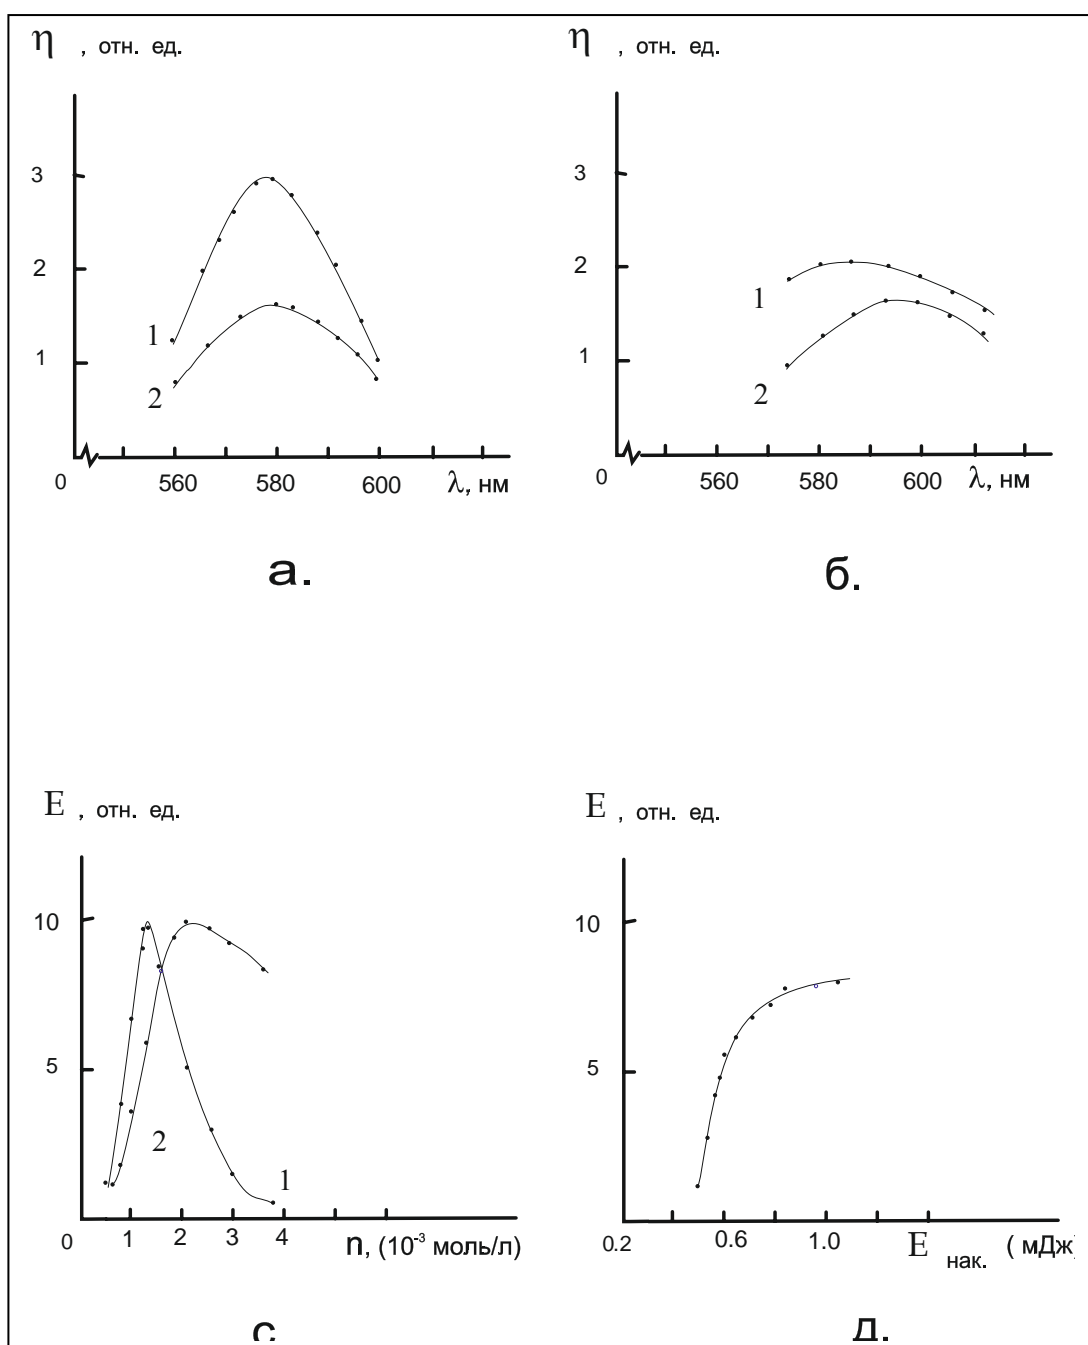 η , отн. ед.
3
2
1
1
2
0 560 580 600 λ, нм
а.
η , отн. ед.
3
2
1
1
2
0 560 580 600 λ, нм
б.
E , отн. ед.
10
5
2
1
0 1 2 3 4 n, (10⁻³ моль/л)
с
E , отн. ед.
10
5
0.2 0.6 1.0 E нак. ( мДж)
д.